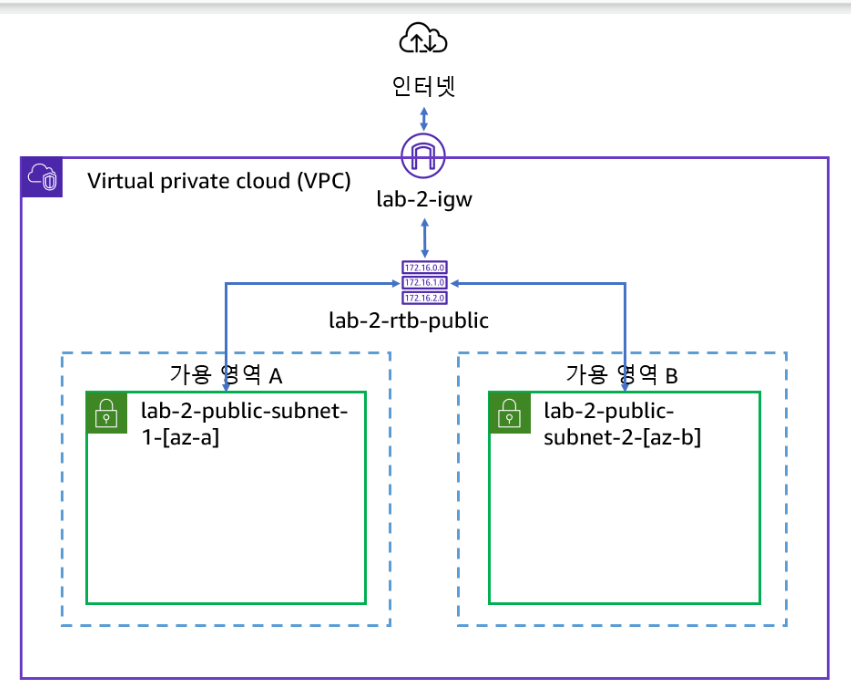 인터넷
Virtual private cloud (VPC)
lab-2-igw
172.16.0.0
172.16.1.0
172.16.2.0
lab-2-rtb-public
가용 영역 A
가용 영역 B
lab-2-public-subnet-
1-[az-a]
lab-2-public-
subnet-2-[az-b]